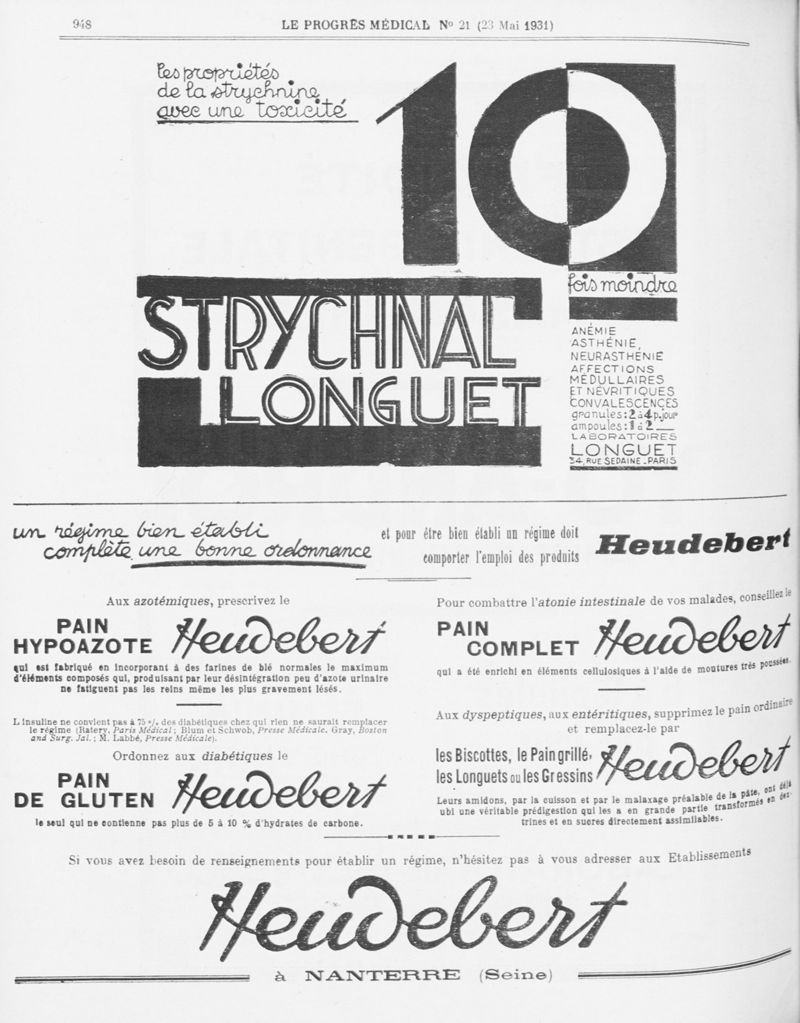 948
LE PROGRÈS MÉDICAL N° 21 (23 Mai 1931)
les propriétés
de la strychnine
avec une toxicité
10
fois moindre
STRYCHNAL
LONGUET
ANÉMIE
ASTHÉNIE,
NEURASTHÉNIE
AFFECTIONS
MÉDULLAIRES
ET NÉVRITIQUES
CONVALESCENCES
granules: 2 à 4 p. jour
ampoules: 1 à 2 __
LABORATOIRES
LONGUET
34, RUE SEDAINE_PARIS
un régime bien établi
complète une bonne ordonnance
et pour être bien établi un régime doit
comporter l'emploi des produits
Heudebert
Aux azotémiques, prescrivez le
PAIN
HYPOAZOTÉ Heudebert
qui est fabriqué en incorporant à des farines de blé normales le maximum
d'éléments composés qui, produisant par leur désintégration peu d'azote urinaire
ne fatiguent pas les reins même les plus gravement lésés.
L insuline ne convient pas à 75 °/. des diabétiques chez qui rien ne saurait remplacer
le régime (Ratery, Paris Médical ; Blum et Schwob, Presse Médicale. Gray, Boston
and Surg. Jal. ; M. Labbé, Presse Médicale).
Ordonnez aux diabétiques le
PAIN
DE GLUTEN Heudebert
le seul qui ne contienne pas plus de 5 à 10 % d'hydrates de carbone.
Pour combattre l'atonie intestinale de vos malades, conseillez le
PAIN
COMPLET Heudebert
qui a été enrichi en éléments cellulosiques à l'aide de moutures très poussées.
Aux dyspeptiques, aux entéritiques, supprimez le pain ordinaire
et remplacez-le par
les Biscottes, le Pain grillé,
les Longuets ou les Gressins Heudebert
Leurs amidons, par la cuisson et par le malaxage préalable de la pâte, ont déjà
ubi une véritable prédigestion qui les a en grande partie transformés en dex-
trines et en sucres directement assimilables.
Si vous avez besoin de renseignements pour établir un régime, n'hésitez pas à vous adresser aux Etablissements
Heudebert
à NANTERRE (Seine)